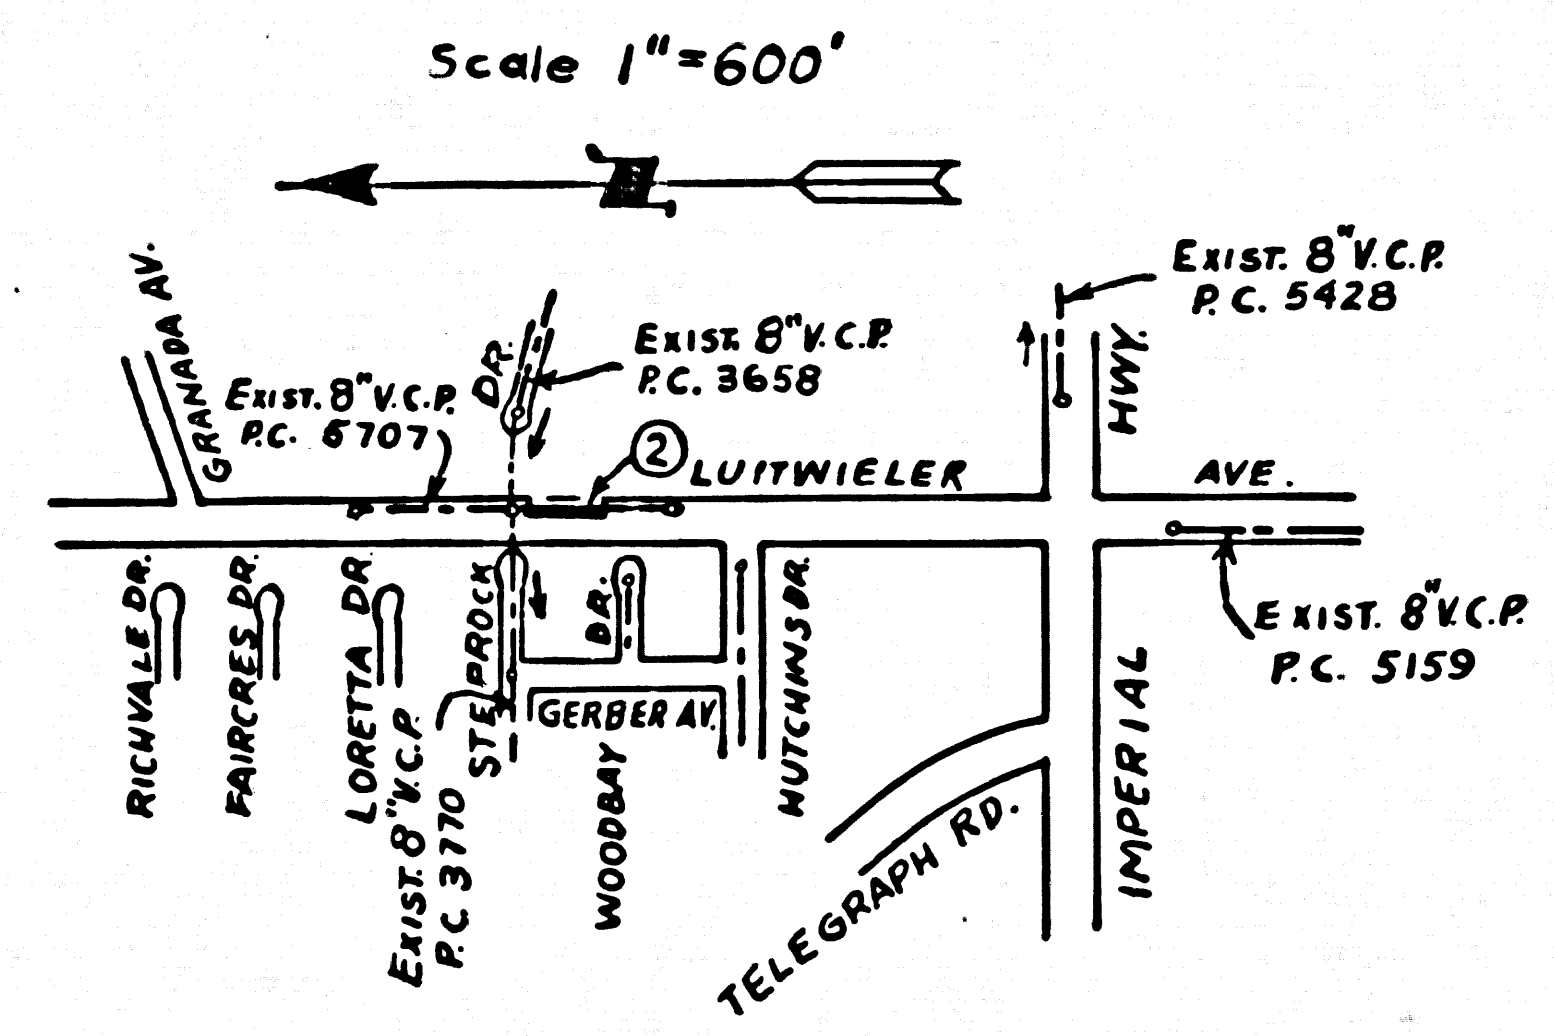 Scale 1"=600'
N
GRANADA AV.
EXIST. 8" V.C.P.
P.C. 5707
DR.
EXIST. 8" V.C.P.
P.C. 3658
EXIST. 8" V.C.P.
P.C. 5428
HWY.
2
LUITWIELER
AVE.
RICHVALE DR.
FAIRCRES DR.
LORETTA DR.
STE PROCK
EXIST. 8" V.C.P.
P.C. 3770
DR.
WOODBAY
GERBER AV.
HUTCHINS DR.
IMPERIAL
EXIST. 8" V.C.P.
P.C. 5159
TELEGRAPH RD.